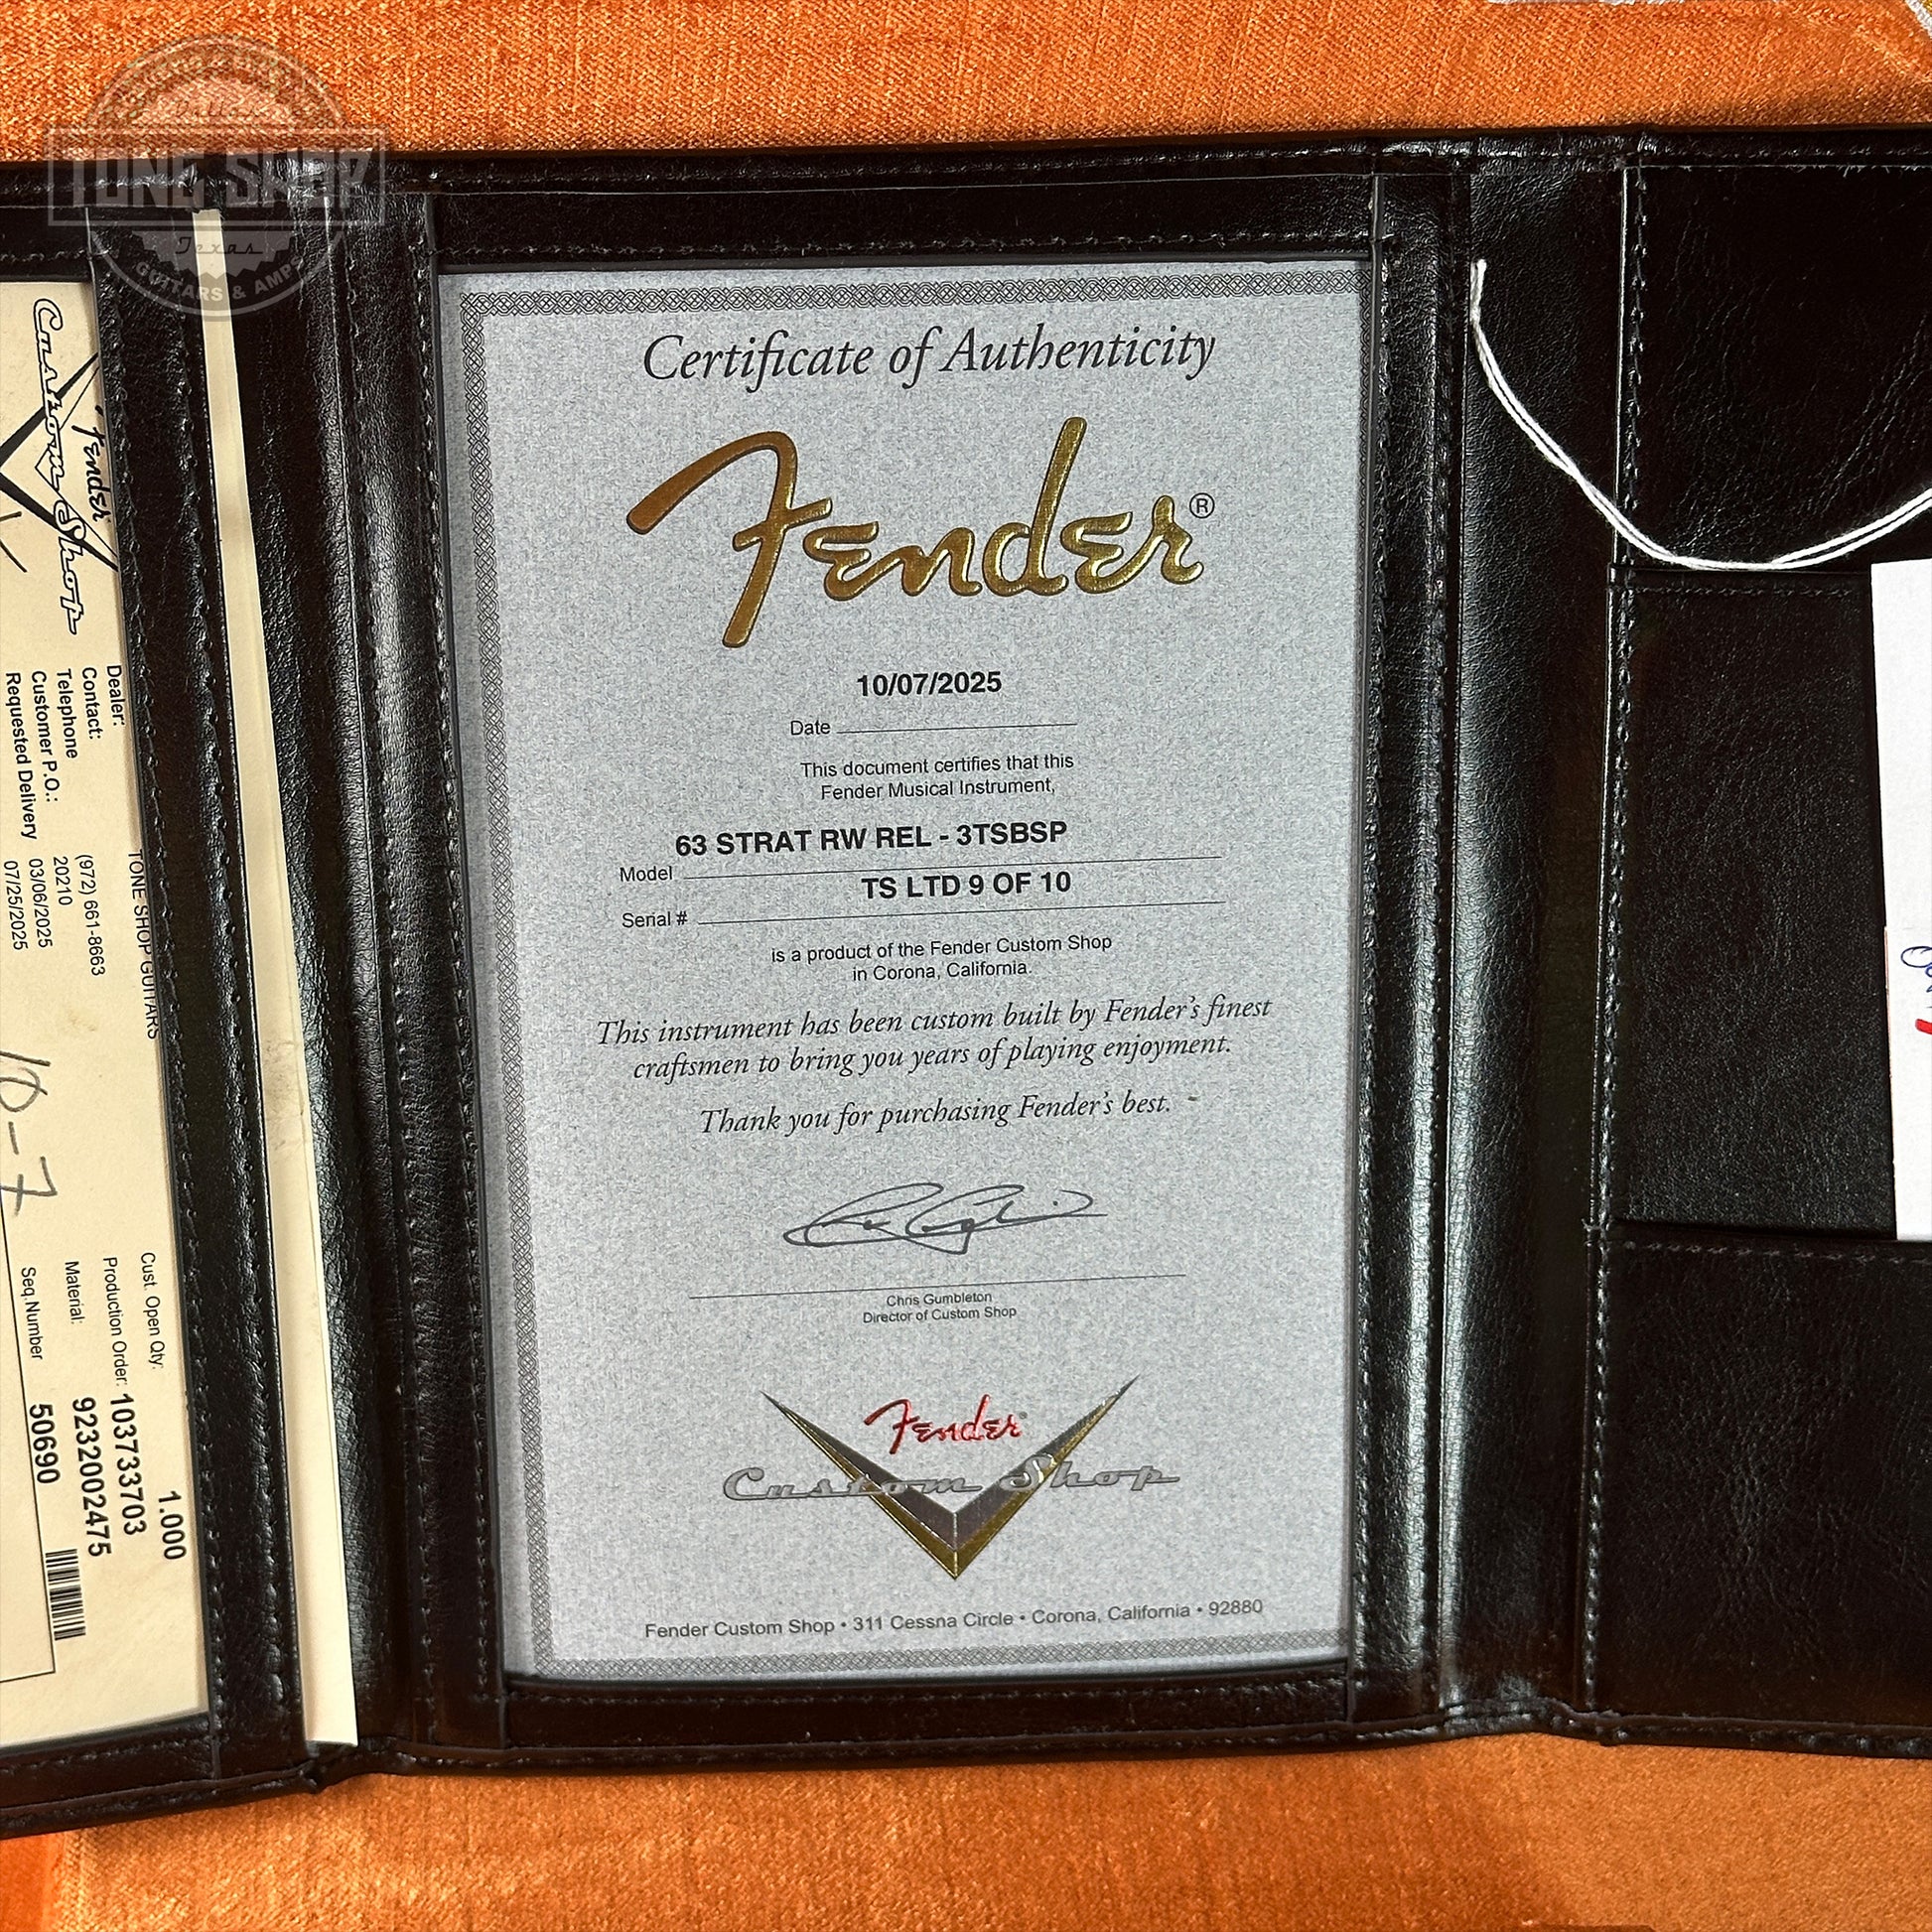 TONE SHOP
Texas
GUITARS & AMPS
Fender
Custom Shop
Dealer: TONE SHOP GUITARS
Contact:
Telephone (972) 661-8663
Customer P.O.: 20210
03/06/2025
Requested Delivery 07/25/2025
10-7
Cust. Open Qty: 1.000
Production Order: 103733703
Material: 9232002475
Seq.Number 50690
Certificate of Authenticity
Fender®
10/07/2025
Date
This document certifies that this
Fender Musical Instrument,
63 STRAT RW REL - 3TSBSP
Model
TS LTD 9 OF 10
Serial #
is a product of the Fender Custom Shop
in Corona, California.
This instrument has been custom built by Fender's finest
craftsmen to bring you years of playing enjoyment.
Thank you for purchasing Fender's best.
Chris Gumbleton
Director of Custom Shop
Fender
Custom Shop
Fender Custom Shop • 311 Cessna Circle • Corona, California • 92880